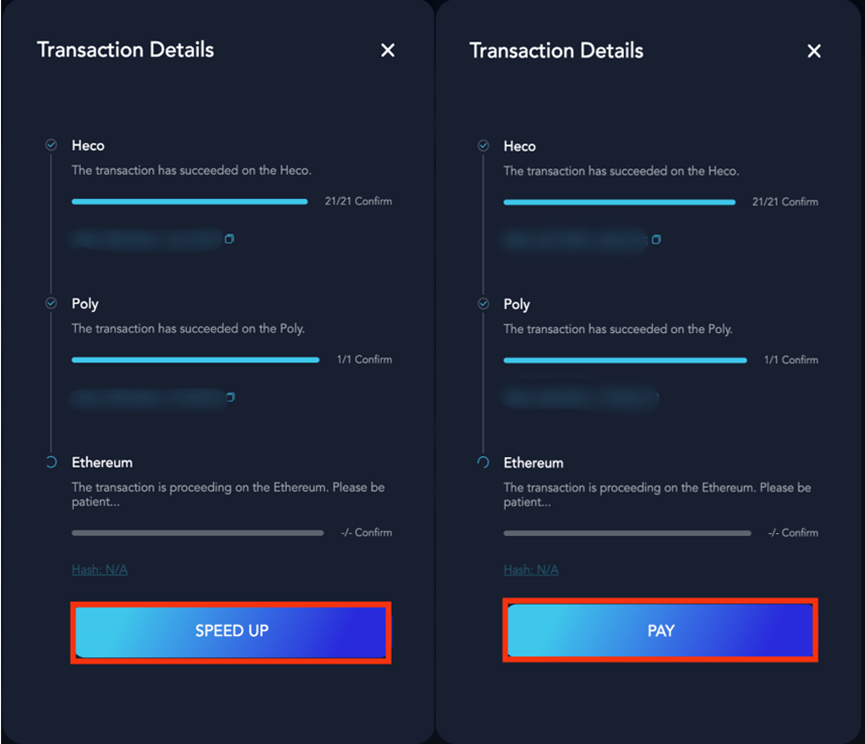 Transaction Details
Heco
The transaction has succeeded on the Heco.
21/21 Confirm
Poly
The transaction has succeeded on the Poly.
1/1 Confirm
Ethereum
The transaction is proceeding on the Ethereum. Please be
patient...
-/- Confirm
Hash: N/A
SPEED UP
Transaction Details
Heco
The transaction has succeeded on the Heco.
21/21 Confirm
Poly
The transaction has succeeded on the Poly.
1/1 Confirm
Ethereum
The transaction is proceeding on the Ethereum. Please be
patient...
-/- Confirm
Hash: N/A
PAY